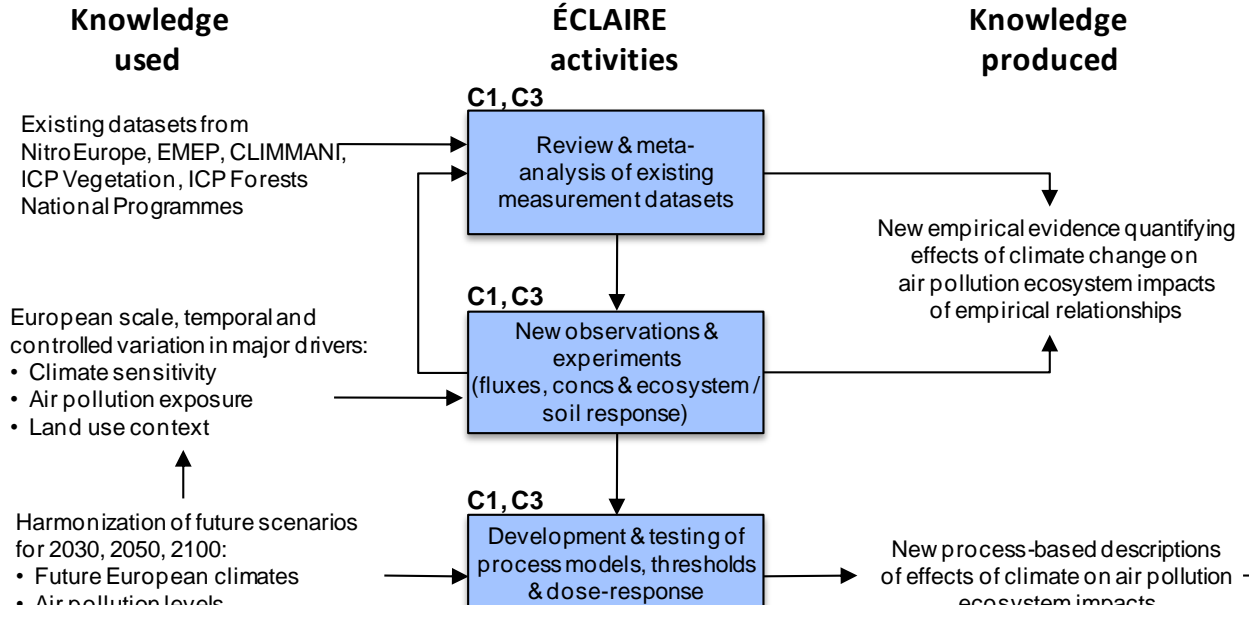 Knowledge
used
ÉCLAIRE
activities
Knowledge
produced
Existing datasets from
NitroEurope, EMEP, CLIMMANI,
ICP Vegetation, ICP Forests
National Programmes
C1, C3
Review & meta-
analysis of existing
measurement datasets
New empirical evidence quantifying
effects of climate change on
air pollution ecosystem impacts
of empirical relationships
European scale, temporal and
controlled variation in major drivers:
• Climate sensitivity
• Air pollution exposure
• Land use context
C1, C3
New observations &
experiments
(fluxes, concs & ecosystem /
soil response)
Harmonization of future scenarios
for 2030, 2050, 2100:
• Future European climates
• Air pollution levels
C1, C3
Development & testing of
process models, thresholds
& dose-response
New process-based descriptions
of effects of climate on air pollution
ecosystem impacts